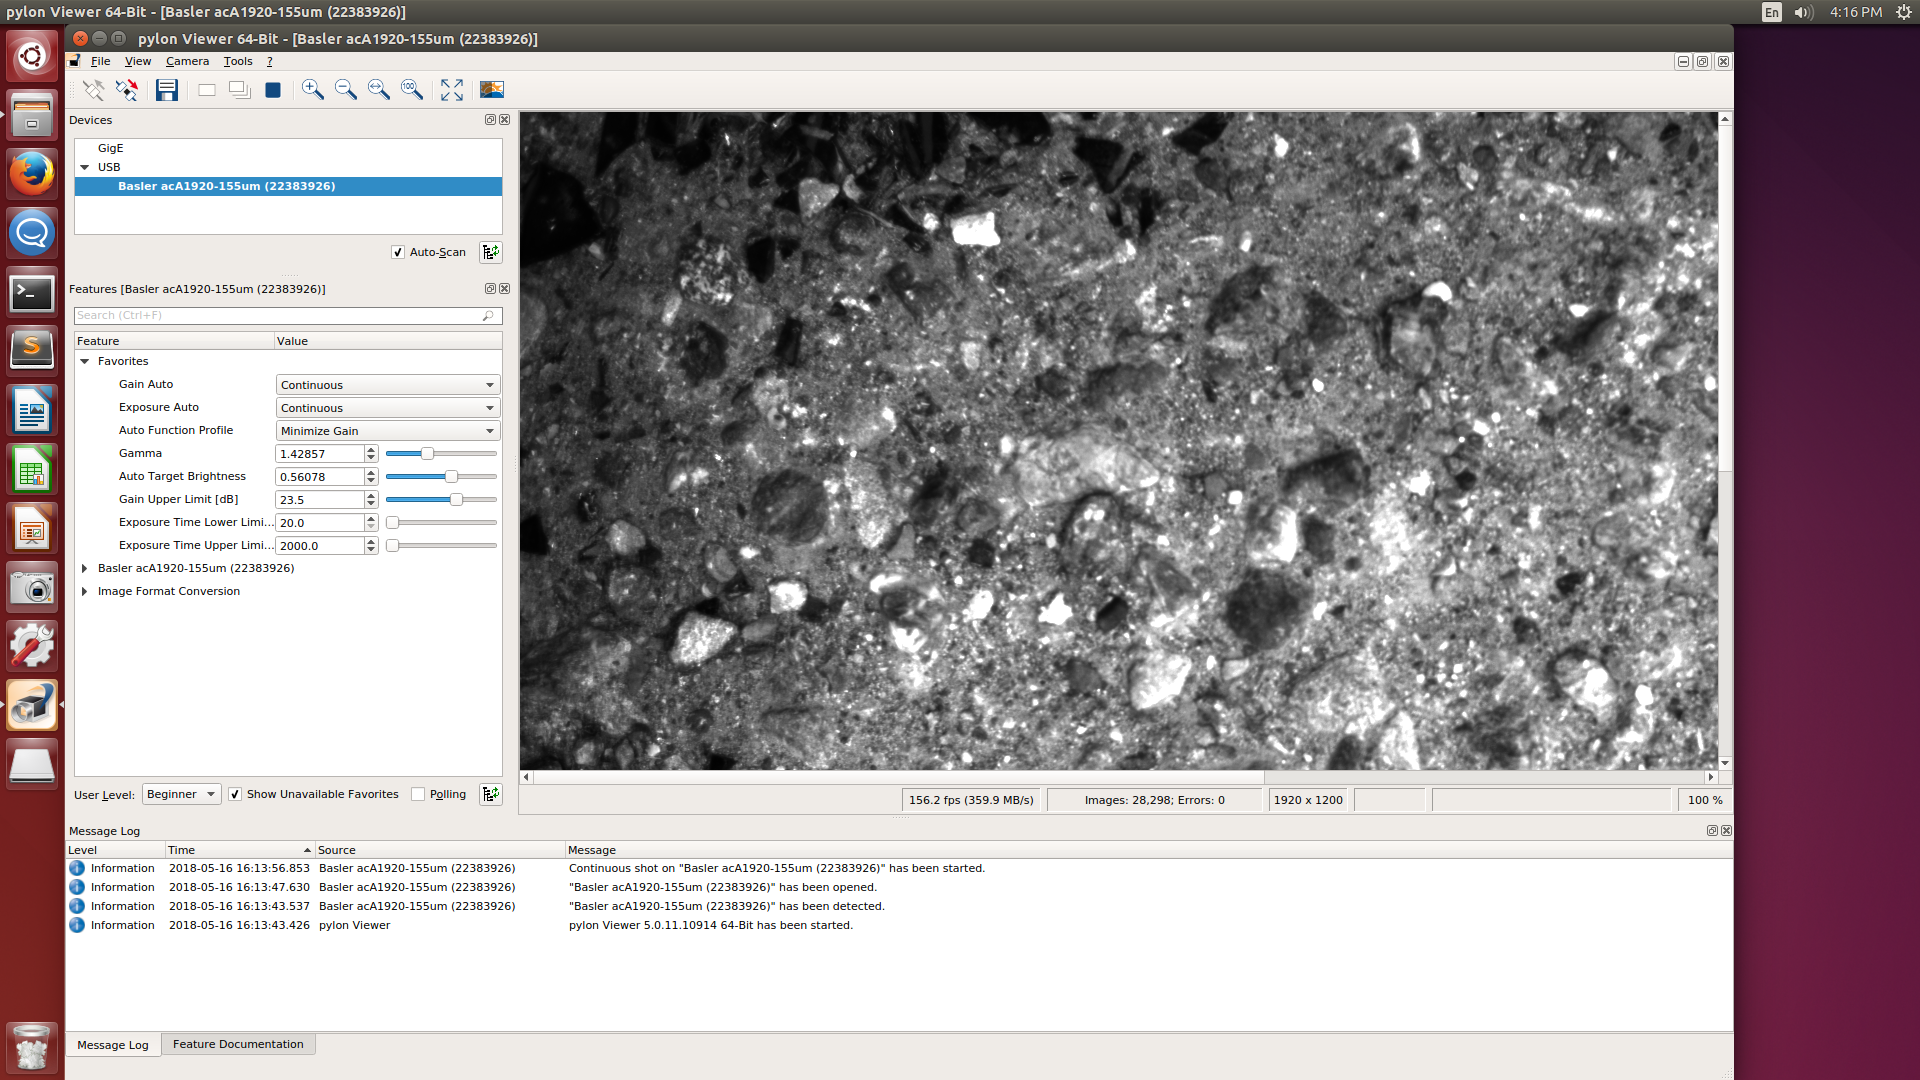 pylon Viewer 64-Bit - [Basler acA1920-155um (22383926)]
En
4:16 PM
pylon Viewer 64-Bit - [Basler acA1920-155um (22383926)]
File View Camera Tools ?
100
Devices
GigE
USB
Basler acA1920-155um (22383926)
Auto-Scan
Features [Basler acA1920-155um (22383926)]
Search (Ctrl+F)
Feature Value
Favorites
Gain Auto Continuous
Exposure Auto Continuous
Auto Function Profile Minimize Gain
Gamma 1.42857
Auto Target Brightness 0.56078
Gain Upper Limit [dB] 23.5
Exposure Time Lower Limi... 20.0
Exposure Time Upper Limi... 2000.0
Basler acA1920-155um (22383926)
Image Format Conversion
User Level: Beginner Show Unavailable Favorites Polling
156.2 fps (359.9 MB/s) Images: 28,298; Errors: 0 1920 x 1200 100 %
Message Log
Level Time Source Message
Information 2018-05-16 16:13:56.853 Basler acA1920-155um (22383926) Continuous shot on "Basler acA1920-155um (22383926)" has been started.
Information 2018-05-16 16:13:47.630 Basler acA1920-155um (22383926) "Basler acA1920-155um (22383926)" has been opened.
Information 2018-05-16 16:13:43.537 Basler acA1920-155um (22383926) "Basler acA1920-155um (22383926)" has been detected.
Information 2018-05-16 16:13:43.426 pylon Viewer pylon Viewer 5.0.11.10914 64-Bit has been started.
Message Log Feature Documentation